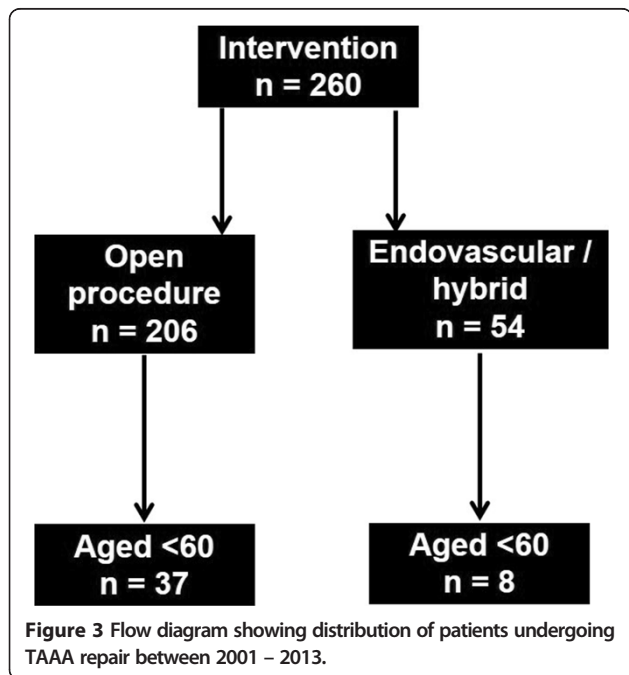 Intervention
n = 260
Open
procedure
n = 206
Endovascular /
hybrid
n = 54
Aged <60
n = 37
Aged <60
n = 8
Figure 3 Flow diagram showing distribution of patients undergoing
TAAA repair between 2001 – 2013.